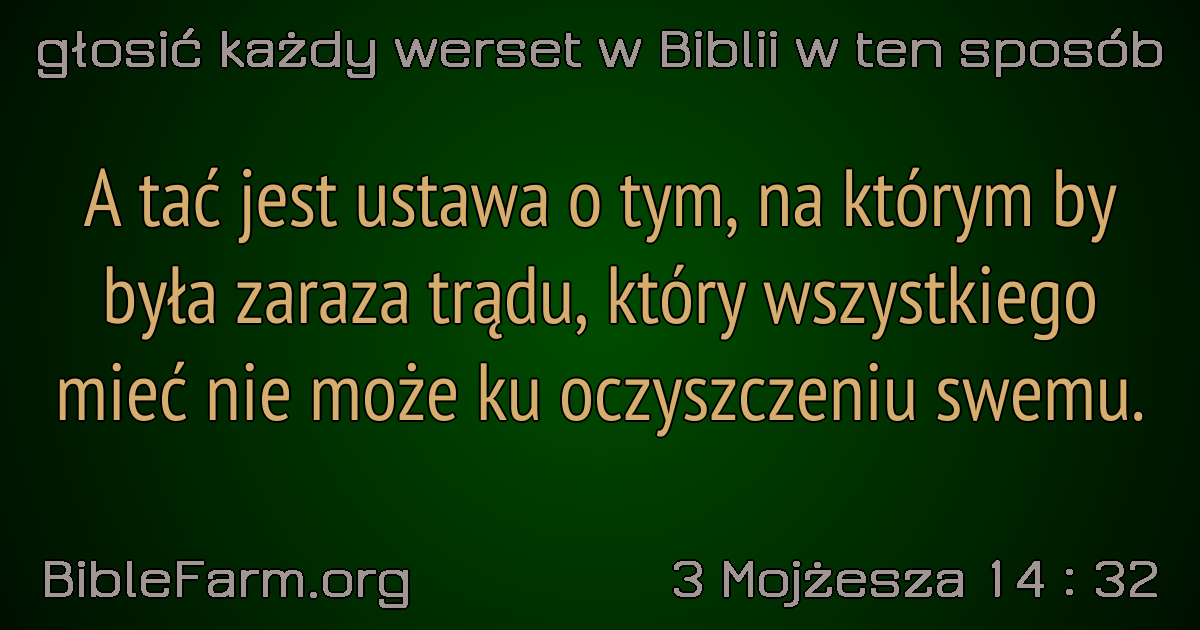 głosić każdy werset w Biblii w ten sposób
A tać jest ustawa o tym, na którym by
była zaraza trądu, który wszystkiego
mieć nie może ku oczyszczeniu swemu.
BibleFarm.org
3 Mojżesza 14 : 32